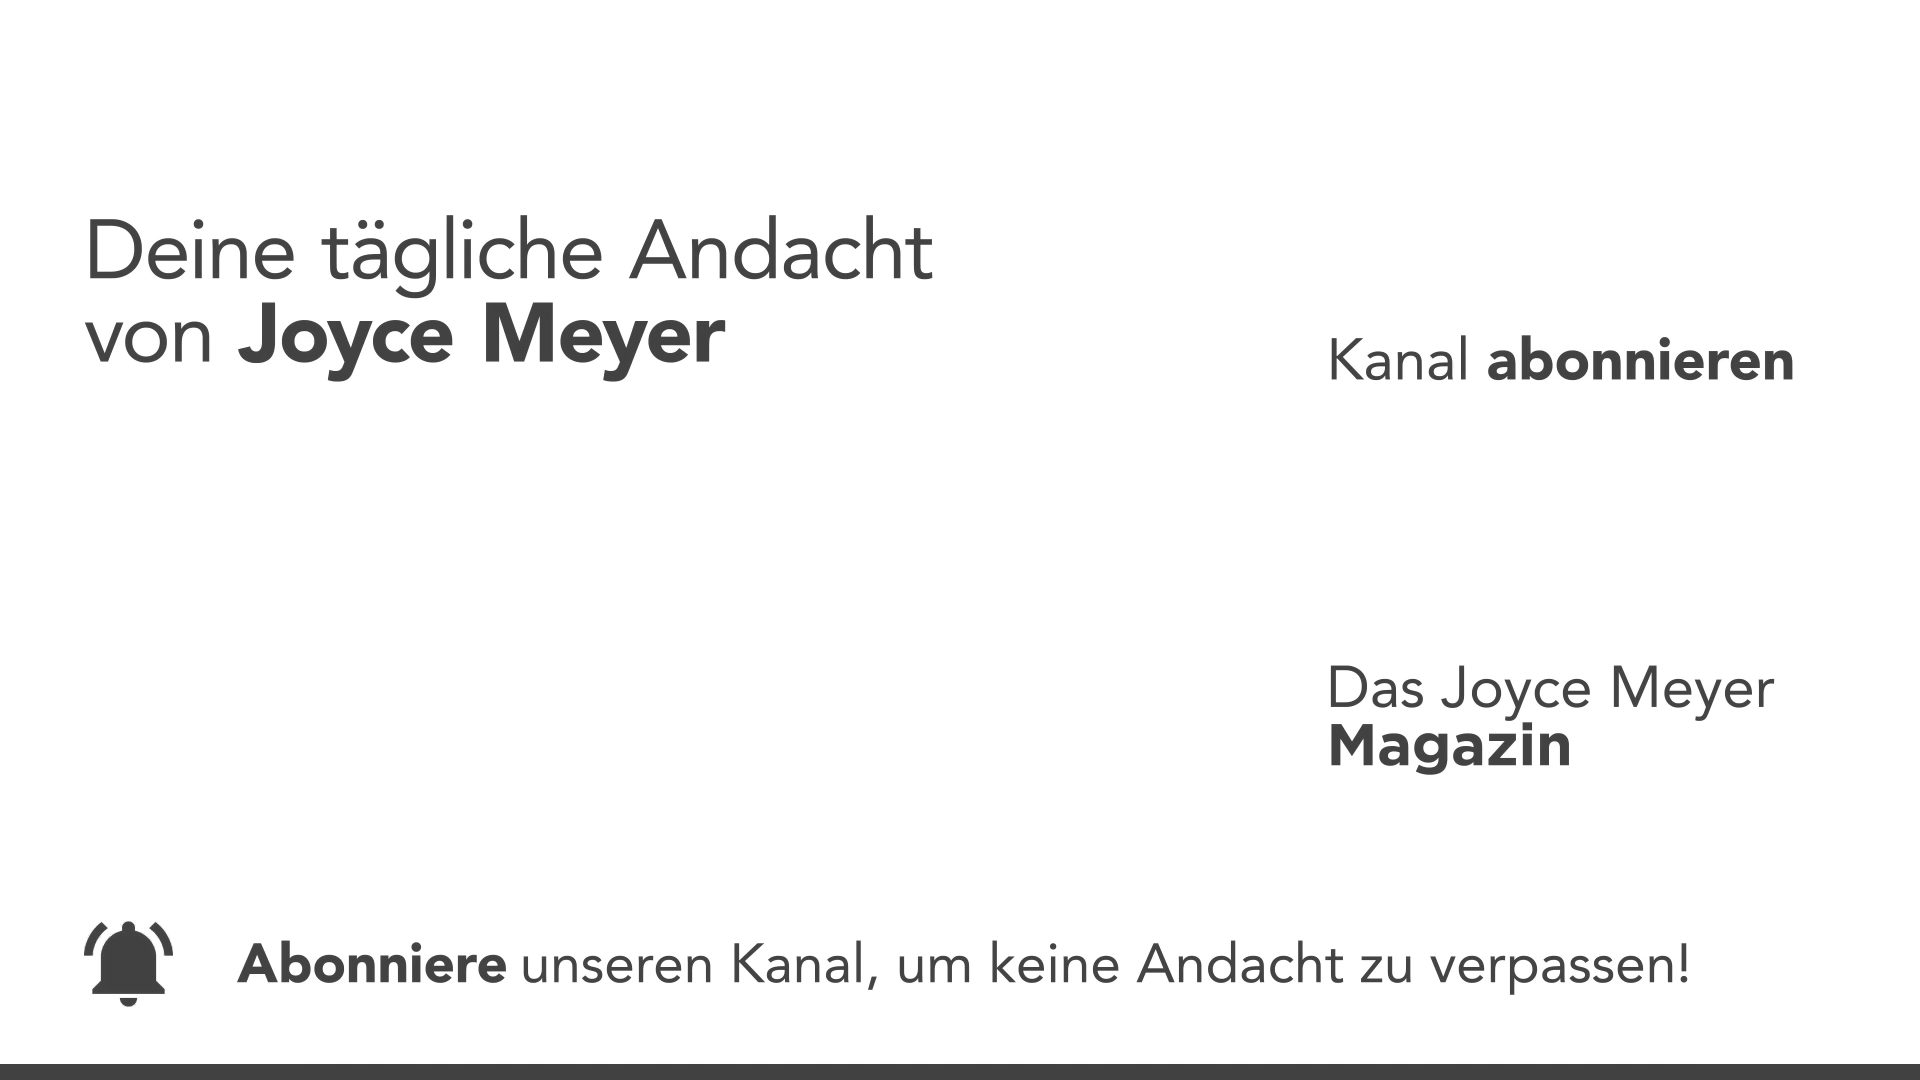 Deine tägliche Andacht
von Joyce Meyer
Kanal abonnieren
Das Joyce Meyer
Magazin
Abonniere unseren Kanal, um keine Andacht zu verpassen!